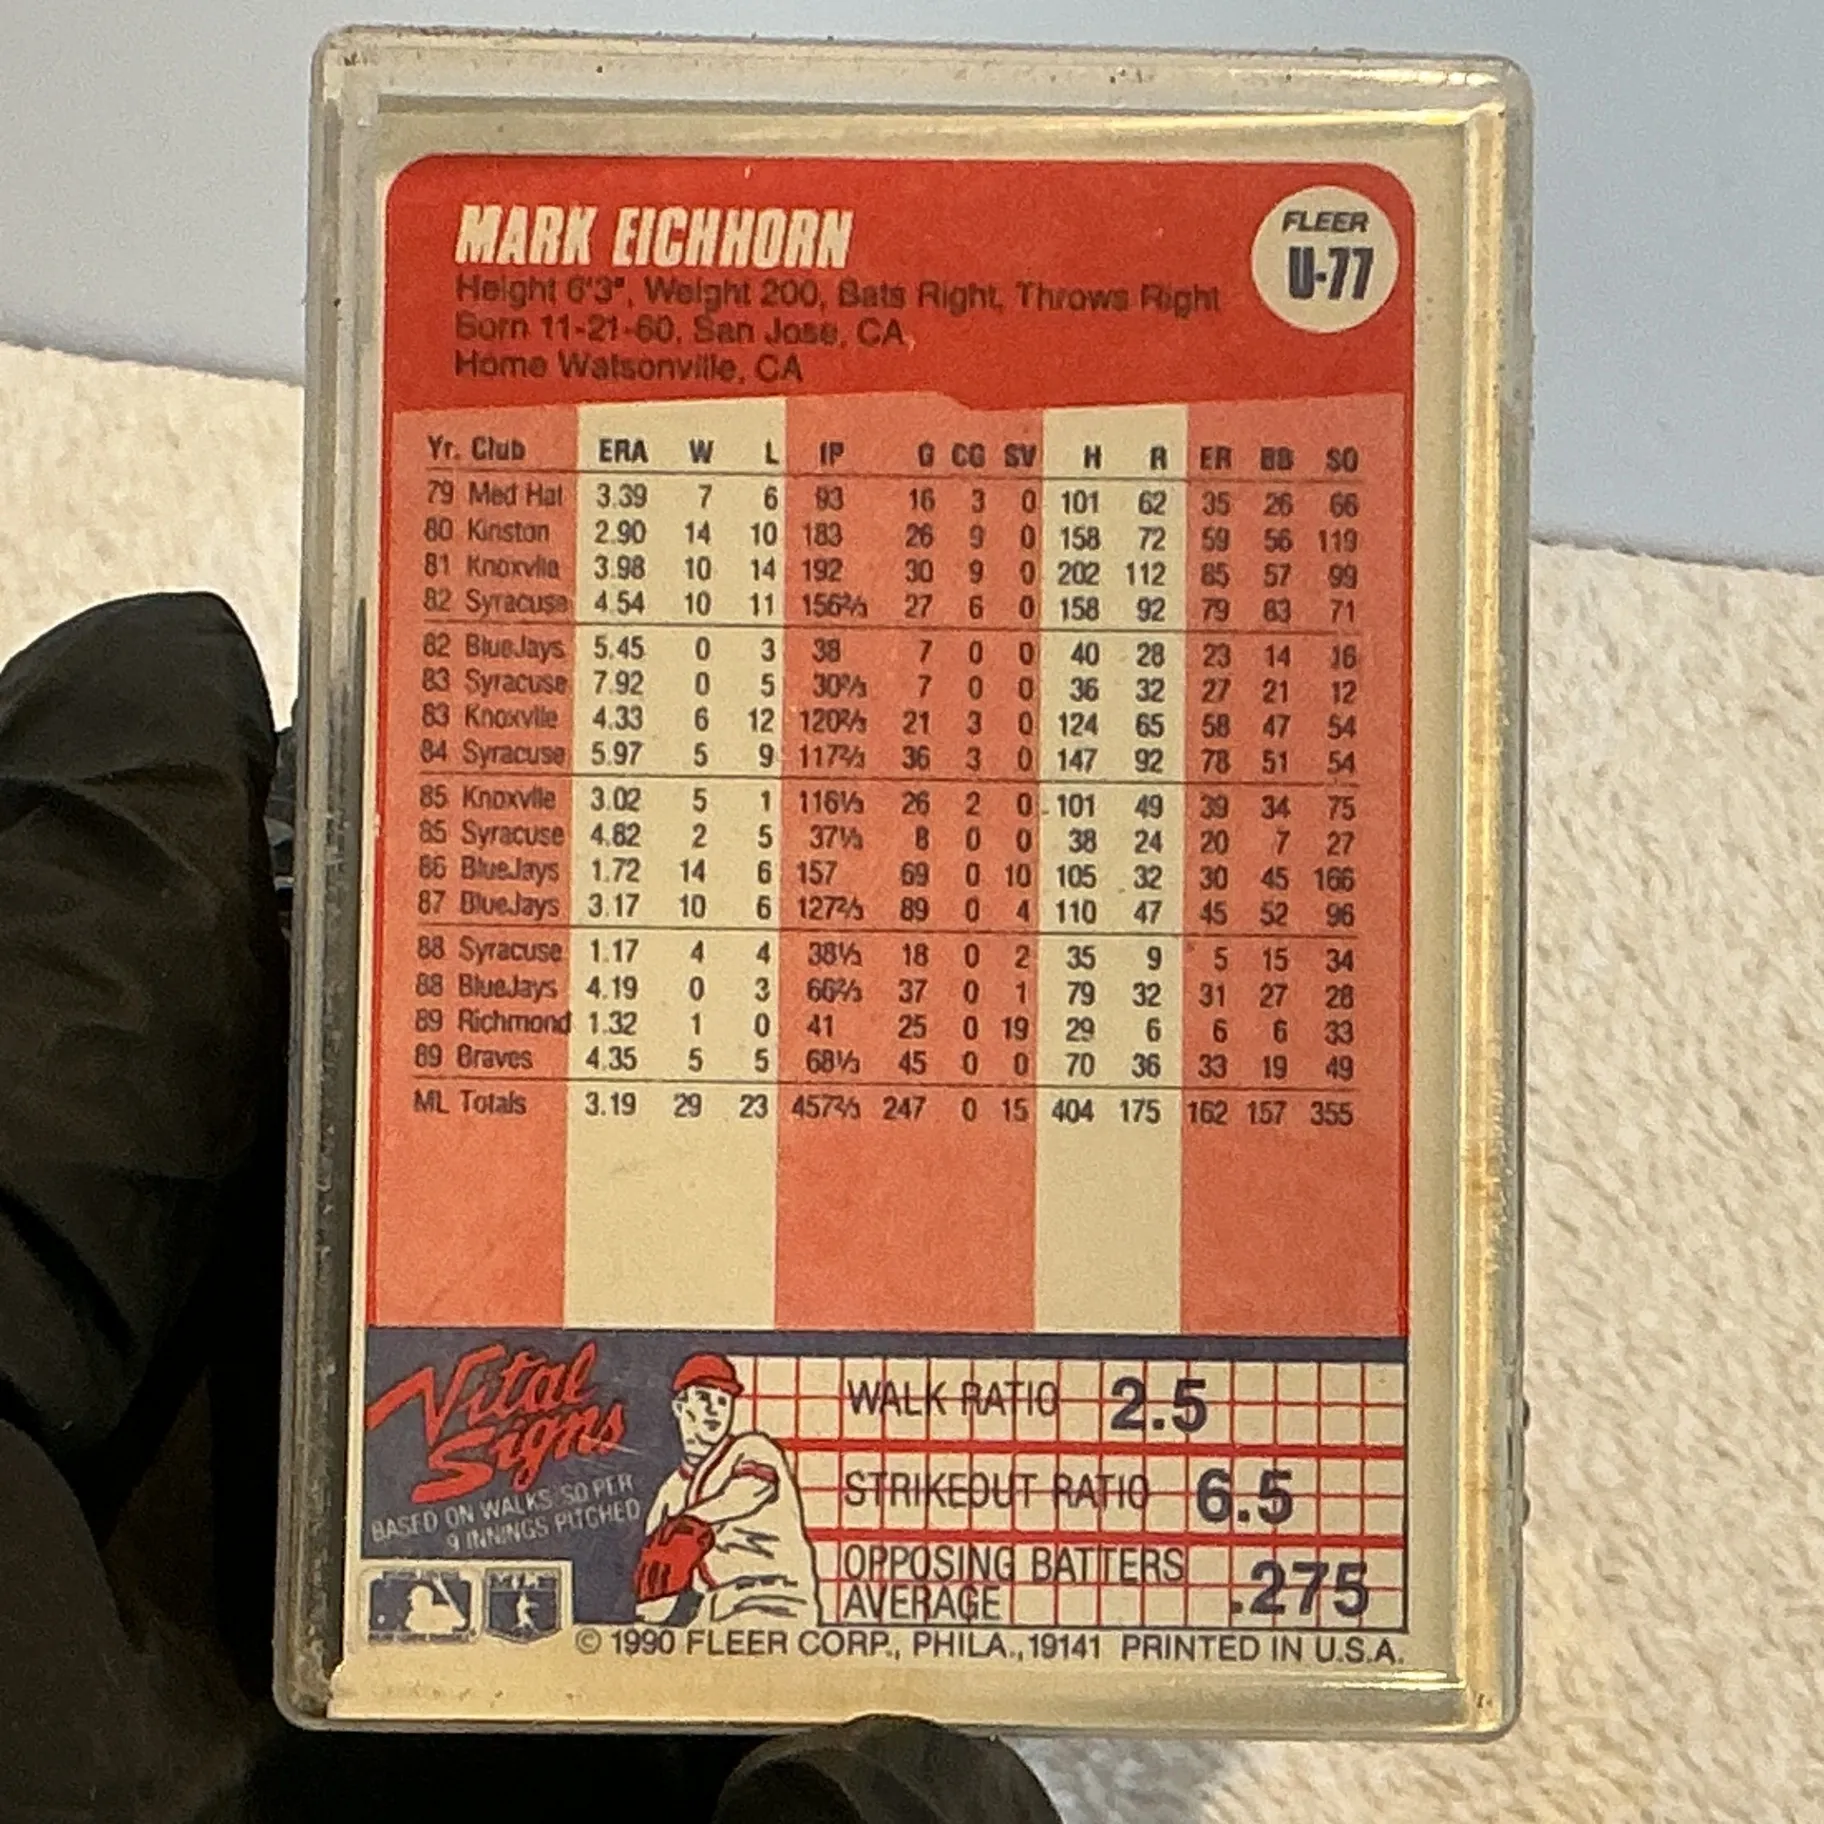 MARK EICHHORN
FLEER
U-77
Height 6'3", Weight 200, Bats Right, Throws Right
Born 11-21-60, San Jose, CA
Home Watsonville, CA
Yr. Club ERA W L IP G CG SV H R ER BB SO
79 Med Hat 3.39 7 6 93 16 3 0 101 62 35 26 66
80 Kinston 2.90 14 10 183 26 9 0 158 72 59 56 119
81 Knoxvlle 3.98 10 14 192 30 9 0 202 112 85 57 99
82 Syracuse 4.54 10 11 156⅔ 27 6 0 158 92 79 83 71
82 BlueJays 5.45 0 3 38 7 0 0 40 28 23 14 16
83 Syracuse 7.92 0 5 30⅔ 7 0 0 36 32 27 21 12
83 Knoxvlle 4.33 6 12 120⅔ 21 3 0 124 65 58 47 54
84 Syracuse 5.97 5 9 117⅔ 36 3 0 147 92 78 51 54
85 Knoxvlle 3.02 5 1 116⅓ 26 2 0 101 49 39 34 75
85 Syracuse 4.82 2 5 37⅓ 8 0 0 38 24 20 7 27
86 BlueJays 1.72 14 6 157 69 0 10 105 32 30 45 166
87 BlueJays 3.17 10 6 127⅔ 89 0 4 110 47 45 52 96
88 Syracuse 1.17 4 4 38⅓ 18 0 2 35 9 5 15 34
88 BlueJays 4.19 0 3 66⅔ 37 0 1 79 32 31 27 28
89 Richmond 1.32 1 0 41 25 0 19 29 6 6 6 33
89 Braves 4.35 5 5 68⅓ 45 0 0 70 36 33 19 49
ML Totals 3.19 29 23 457⅔ 247 0 15 404 175 162 157 355
Vital
Signs
BASED ON WALKS/SO PER
9 INNINGS PITCHED
WALK RATIO 2.5
STRIKEOUT RATIO 6.5
OPPOSING BATTERS
AVERAGE .275
© 1990 FLEER CORP., PHILA., 19141 PRINTED IN U.S.A.